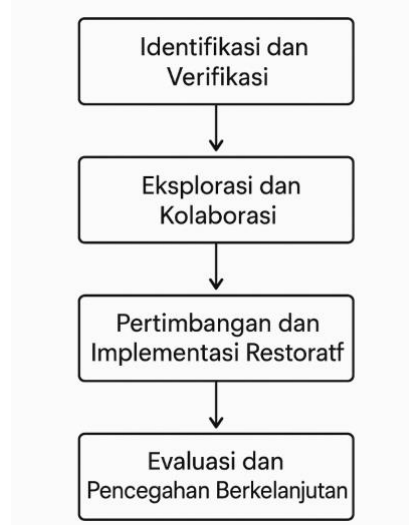 Identifikasi dan
Verifikasi
Eksplorasi dan
Kolaborasi
Pertimbangan dan
Implementasi Restoratf
Evaluasi dan
Pencegahan Berkelanjutan